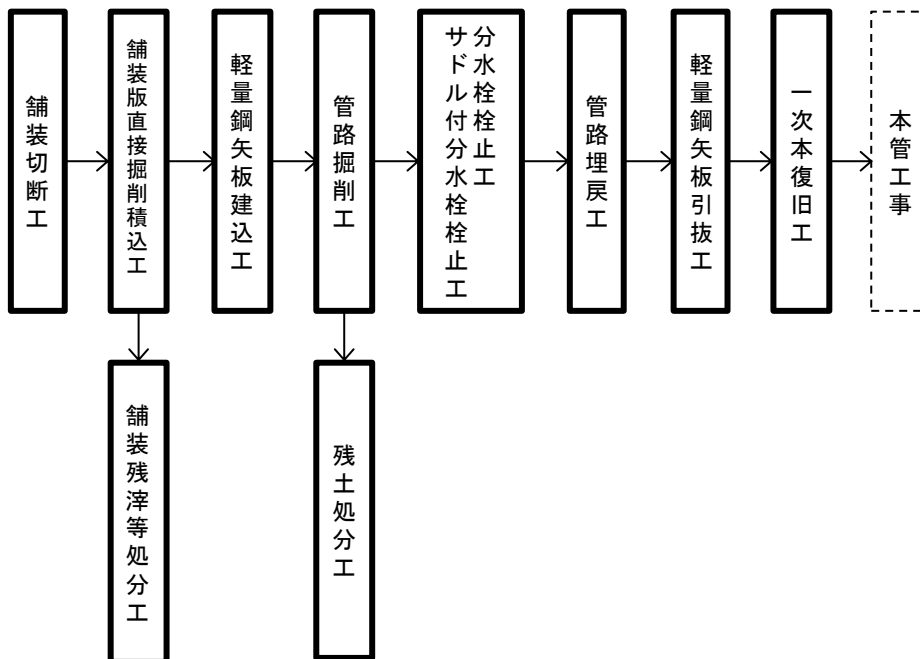 舗装切断工
舗装版直接掘削積込工
軽量鋼矢板建込工
管路掘削工
分水栓栓止工
サドル付分水栓栓止工
管路埋戻工
軽量鋼矢板引抜工
一次本復旧工
本管工事
舗装残滓等処分工
残土処分工